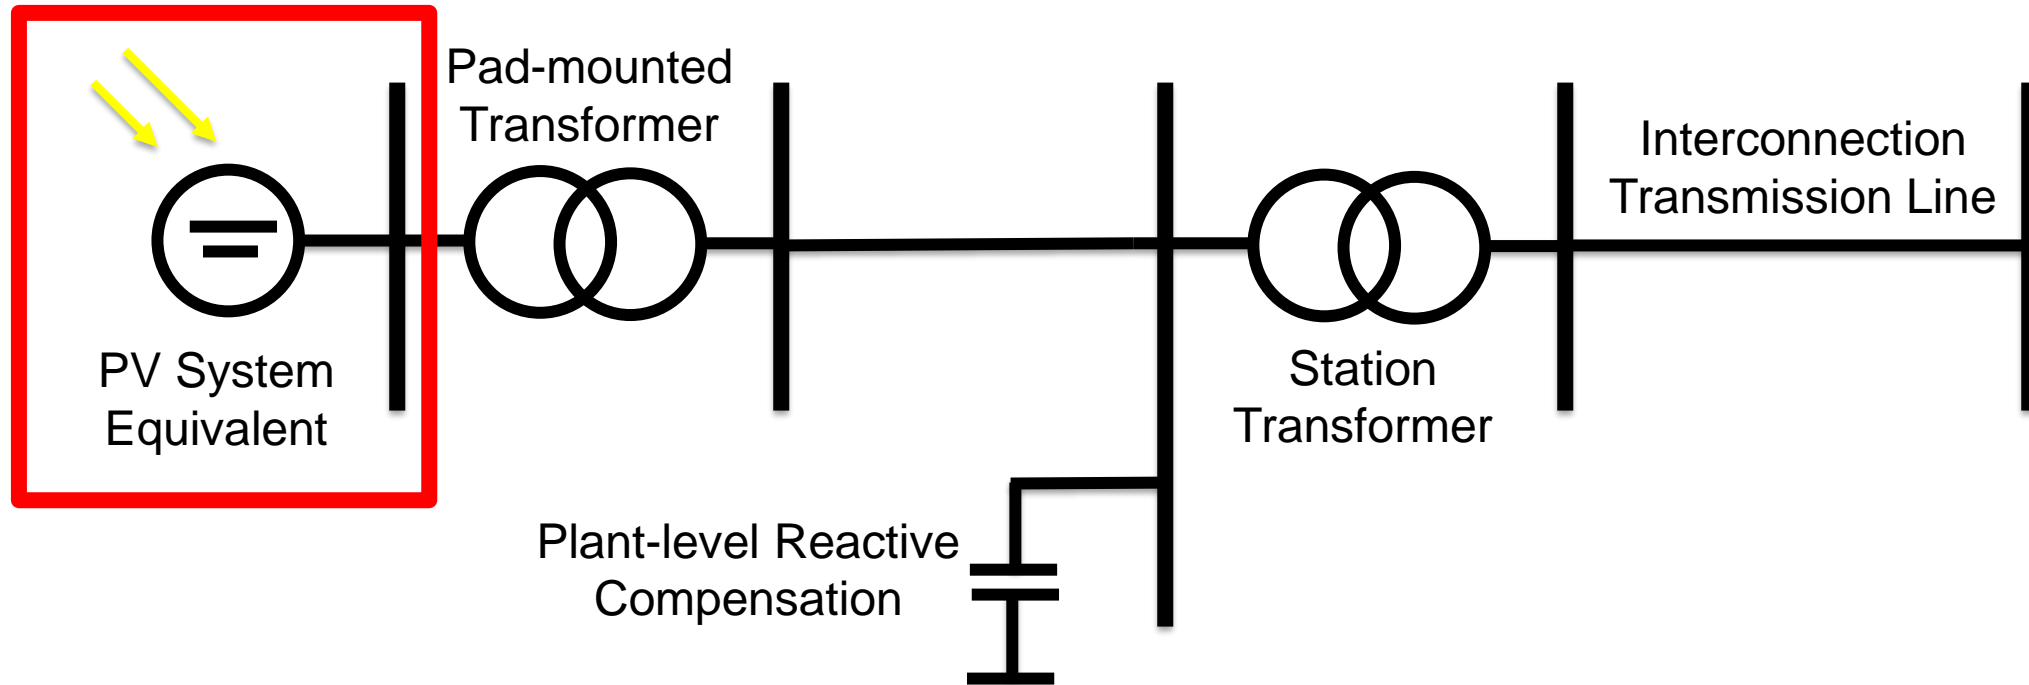 Pad-mounted
Transformer
Interconnection
Transmission Line
PV System
Equivalent
Station
Transformer
Plant-level Reactive
Compensation